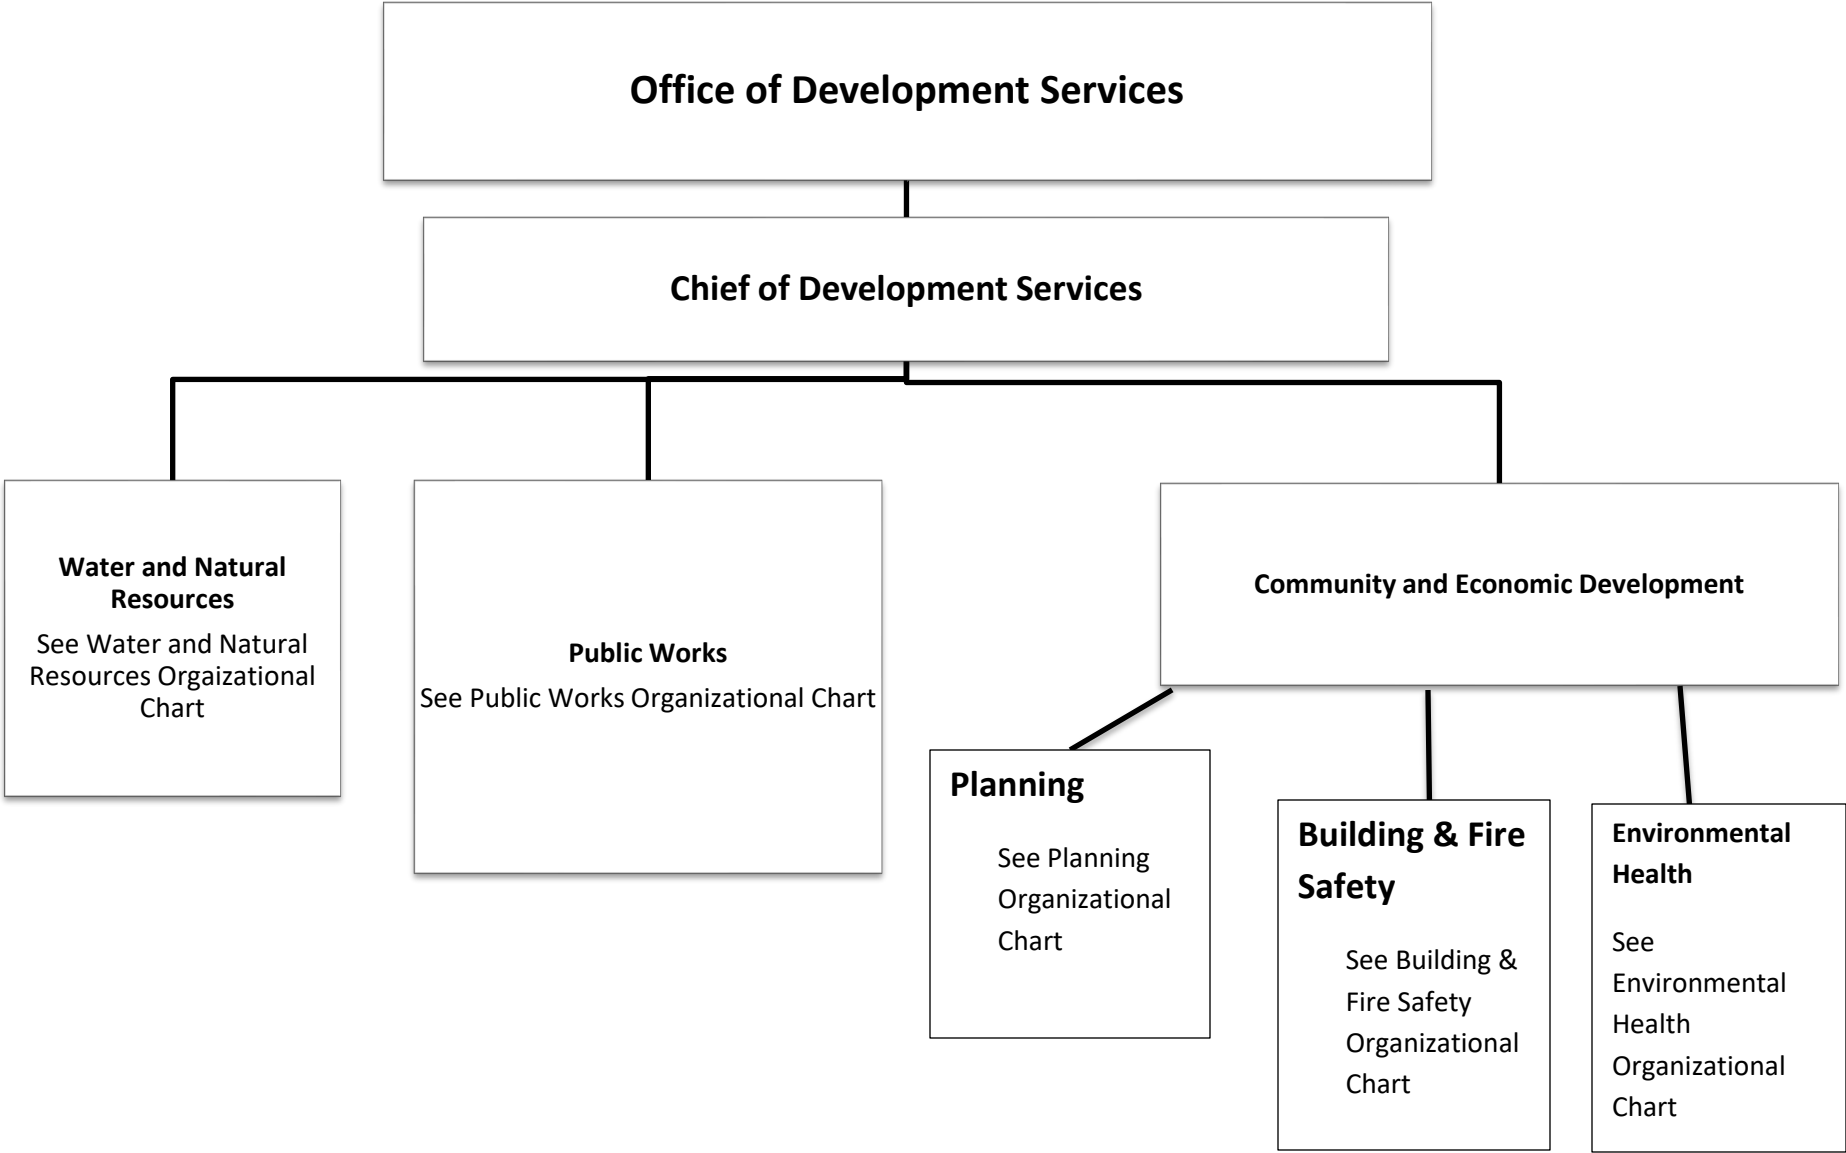 Office of Development Services
Chief of Development Services
Water and Natural
Resources
See Water and Natural
Resources Orgaizational
Chart
Public Works
See Public Works Organizational Chart
Community and Economic Development
Planning
See Planning
Organizational
Chart
Building & Fire
Safety
See Building &
Fire Safety
Organizational
Chart
Environmental
Health
See
Environmental
Health
Organizational
Chart